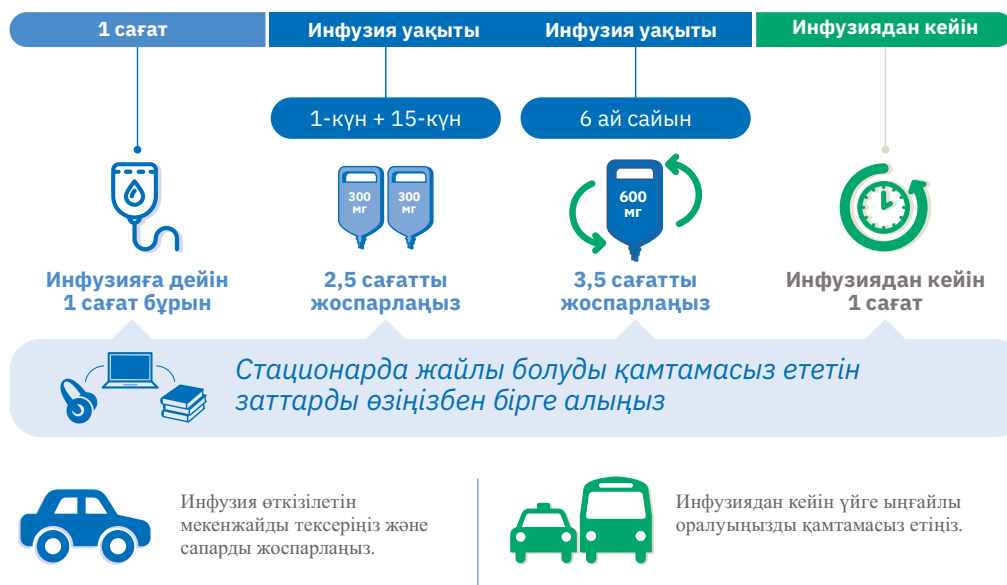 1 сағат
Инфузия уақыты
Инфузия уақыты
Инфузиядан кейін
1-күн + 15-күн
6 ай сайын
300
мг
300
мг
600
мг
Инфузияға дейін
1 сағат бұрын
2,5 сағатты
жоспарлаңыз
3,5 сағатты
жоспарлаңыз
Инфузиядан кейін
1 сағат
Стационарда жайлы болуды қамтамасыз ететін
заттарды өзіңізбен бірге алыңыз
Инфузия өткізілетін
мекенжайды тексеріңіз және
сапарды жоспарлаңыз.
Инфузиядан кейін үйге ыңғайлы
оралуыңызды қамтамасыз етіңіз.